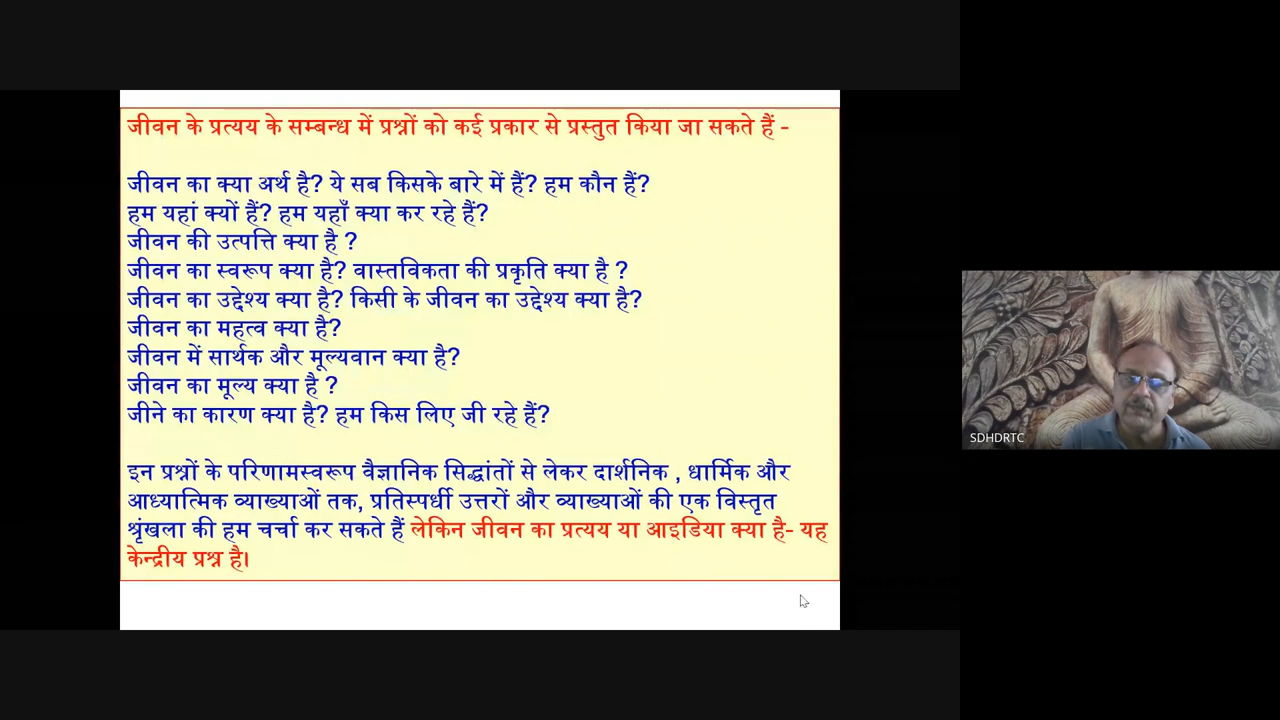 जीवन के प्रत्यय के सम्बन्ध में प्रश्नों को कई प्रकार से प्रस्तुत किया जा सकते हैं -
जीवन का क्या अर्थ है? ये सब किसके बारे में हैं? हम कौन हैं?
हम यहां क्यों हैं? हम यहाँ क्या कर रहे हैं?
जीवन की उत्पत्ति क्या है ?
जीवन का स्वरूप क्या है? वास्तविकता की प्रकृति क्या है ?
जीवन का उद्देश्य क्या है? किसी के जीवन का उद्देश्य क्या है?
जीवन का महत्व क्या है?
जीवन में सार्थक और मूल्यवान क्या है?
जीवन का मूल्य क्या है ?
जीने का कारण क्या है? हम किस लिए जी रहे हैं?
इन प्रश्नों के परिणामस्वरूप वैज्ञानिक सिद्धांतों से लेकर दार्शनिक , धार्मिक और
आध्यात्मिक व्याख्याओं तक, प्रतिस्पर्धी उत्तरों और व्याख्याओं की एक विस्तृत
श्रृंखला की हम चर्चा कर सकते हैं लेकिन जीवन का प्रत्यय या आइडिया क्या है- यह
केन्द्रीय प्रश्न है।
SDHDRTC